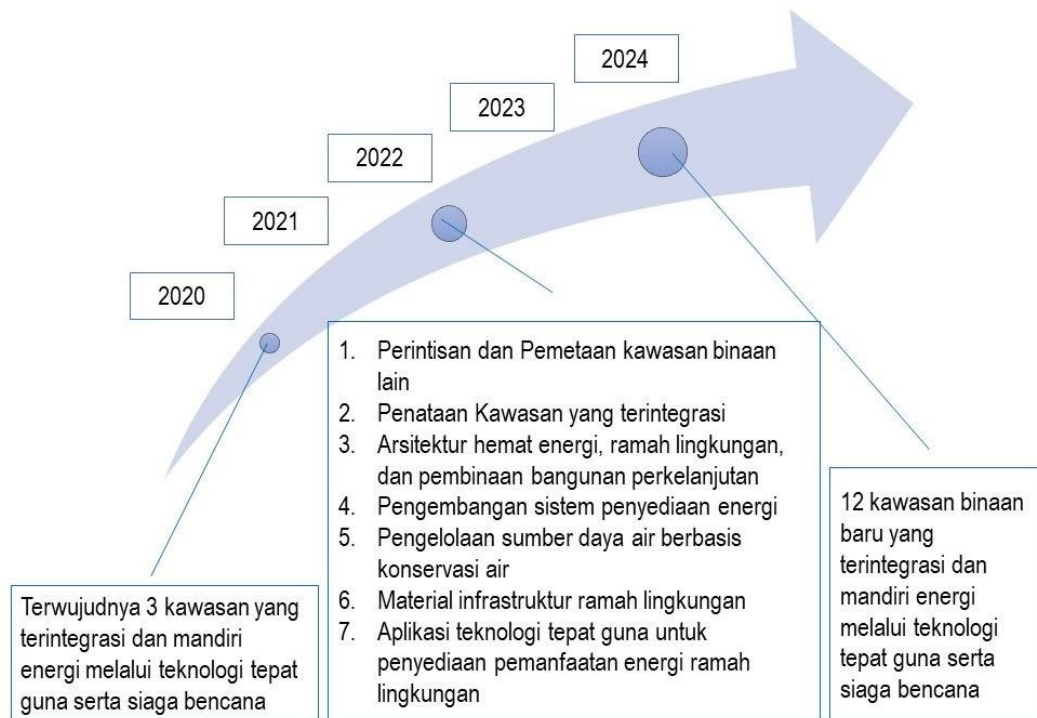 2024
2023
2022
2021
2020
1. Perintisan dan Pemetaan kawasan binaan
lain
2. Penataan Kawasan yang terintegrasi
3. Arsitektur hemat energi, ramah lingkungan,
dan pembinaan bangunan perkelanjutan
4. Pengembangan sistem penyediaan energi
5. Pengelolaan sumber daya air berbasis
konservasi air
6. Material infrastruktur ramah lingkungan
7. Aplikasi teknologi tepat guna untuk
penyediaan pemanfaatan energi ramah
lingkungan
12 kawasan binaan
baru yang
terintegrasi dan
mandiri energi
melalui teknologi
tepat guna serta
siaga bencana
Terwujudnya 3 kawasan yang
terintegrasi dan mandiri
energi melalui teknologi tepat
guna serta siaga bencana